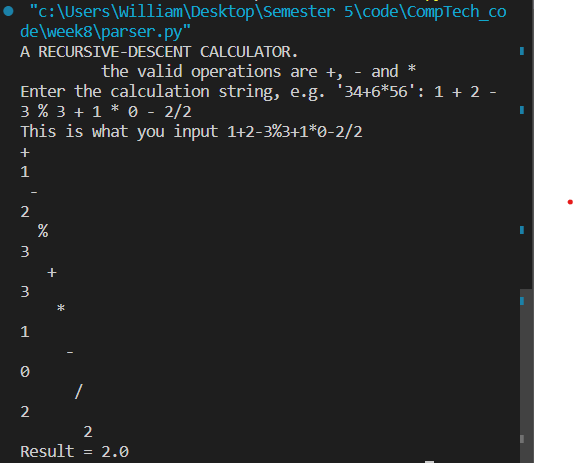 "c:\Users\William\Desktop\Semester 5\code\CompTech_co
de\week8\parser.py"
A RECURSIVE-DESCENT CALCULATOR.
the valid operations are +, - and *
Enter the calculation string, e.g. '34+6*56': 1 + 2 -
3 % 3 + 1 * 0 - 2/2
This is what you input 1+2-3%3+1*0-2/2
+
1
-
2
%
3
+
3
*
1
-
0
/
2
2
Result = 2.0